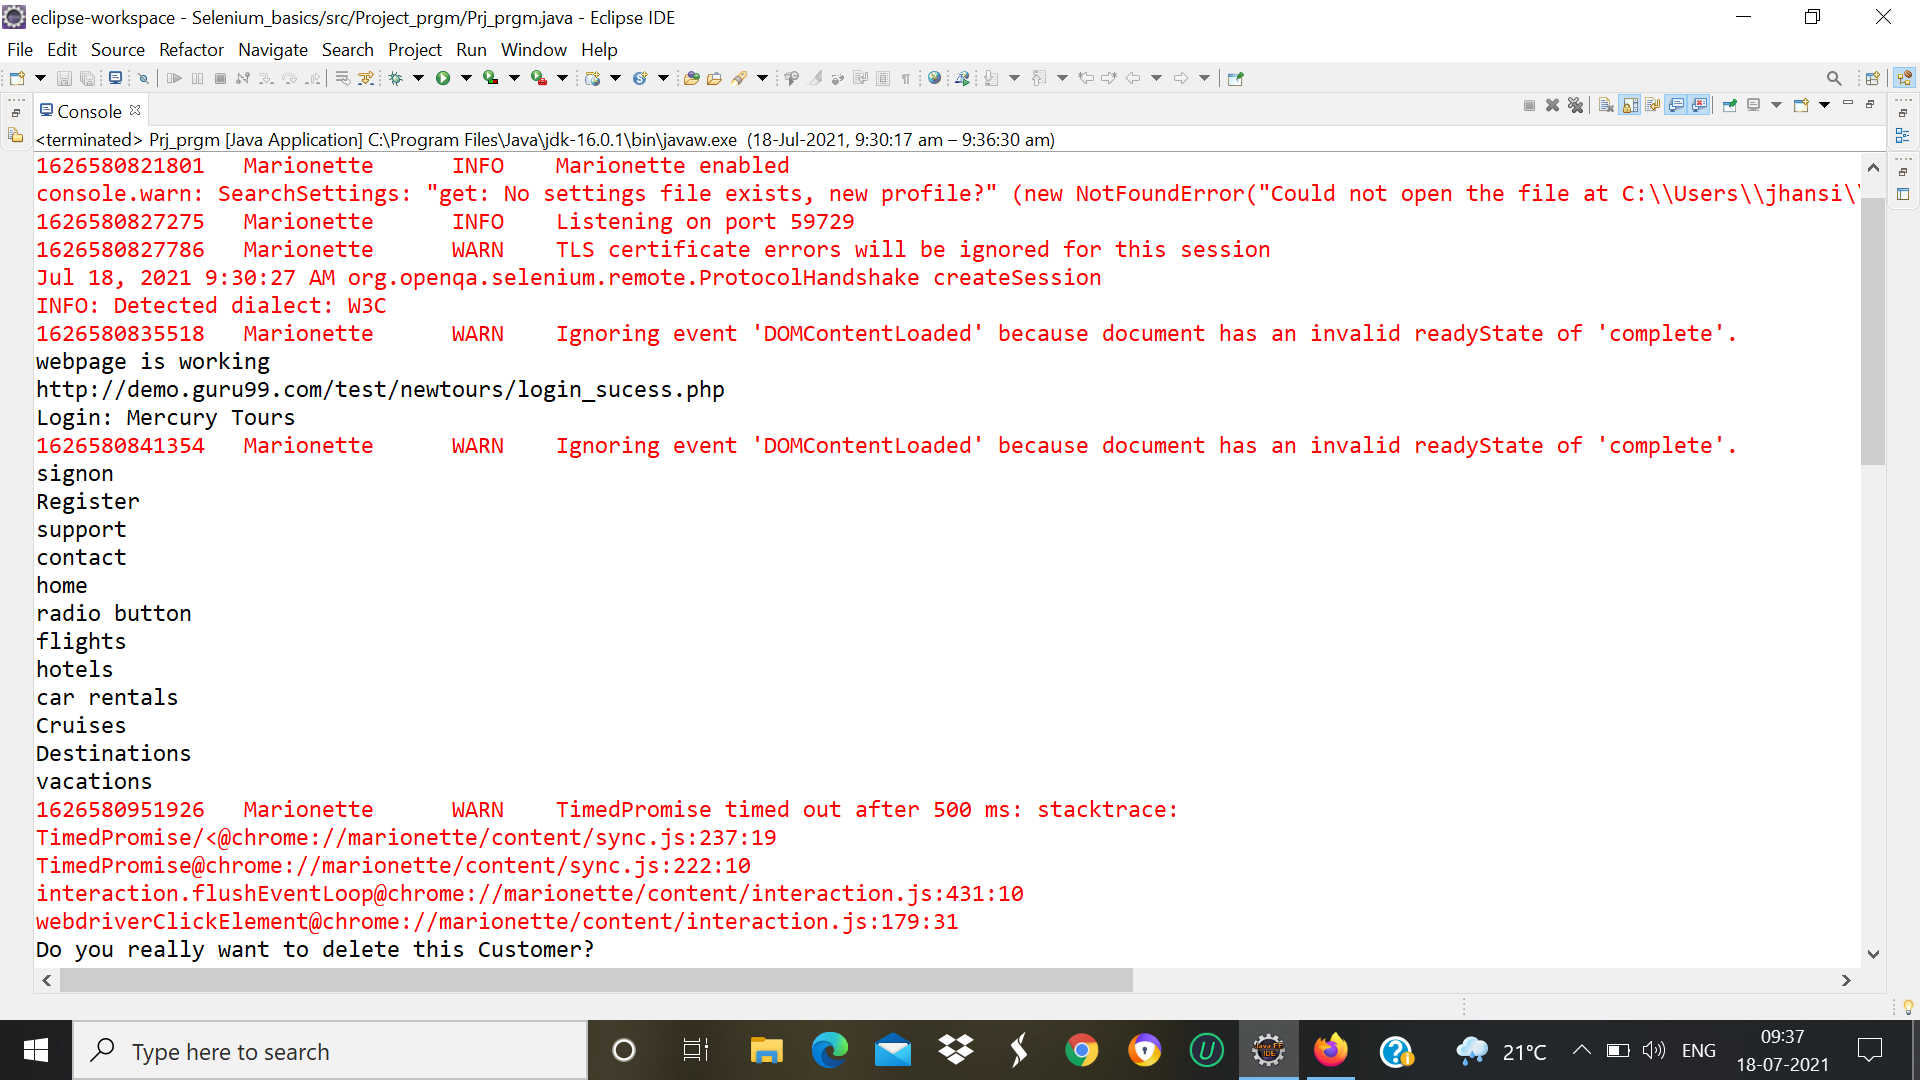 eclipse-workspace - Selenium_basics/src/Project_prgm/Prj_prgm.java - Eclipse IDE
File Edit Source Refactor Navigate Search Project Run Window Help
Console
<terminated> Prj_prgm [Java Application] C:\Program Files\Java\jdk-16.0.1\bin\javaw.exe (18-Jul-2021, 9:30:17 am – 9:36:30 am)
1626580821801 Marionette INFO Marionette enabled
console.warn: SearchSettings: "get: No settings file exists, new profile?" (new NotFoundError("Could not open the file at C:\\Users\\jhansi\
1626580827275 Marionette INFO Listening on port 59729
1626580827786 Marionette WARN TLS certificate errors will be ignored for this session
Jul 18, 2021 9:30:27 AM org.openqa.selenium.remote.ProtocolHandshake createSession
INFO: Detected dialect: W3C
1626580835518 Marionette WARN Ignoring event 'DOMContentLoaded' because document has an invalid readyState of 'complete'.
webpage is working
http://demo.guru99.com/test/newtours/login_sucess.php
Login: Mercury Tours
1626580841354 Marionette WARN Ignoring event 'DOMContentLoaded' because document has an invalid readyState of 'complete'.
signon
Register
support
contact
home
radio button
flights
hotels
car rentals
Cruises
Destinations
vacations
1626580951926 Marionette WARN TimedPromise timed out after 500 ms: stacktrace:
TimedPromise/<@chrome://marionette/content/sync.js:237:19
TimedPromise@chrome://marionette/content/sync.js:222:10
interaction.flushEventLoop@chrome://marionette/content/interaction.js:431:10
webdriverClickElement@chrome://marionette/content/interaction.js:179:31
Do you really want to delete this Customer?
Type here to search
21°C
ENG
09:37
18-07-2021